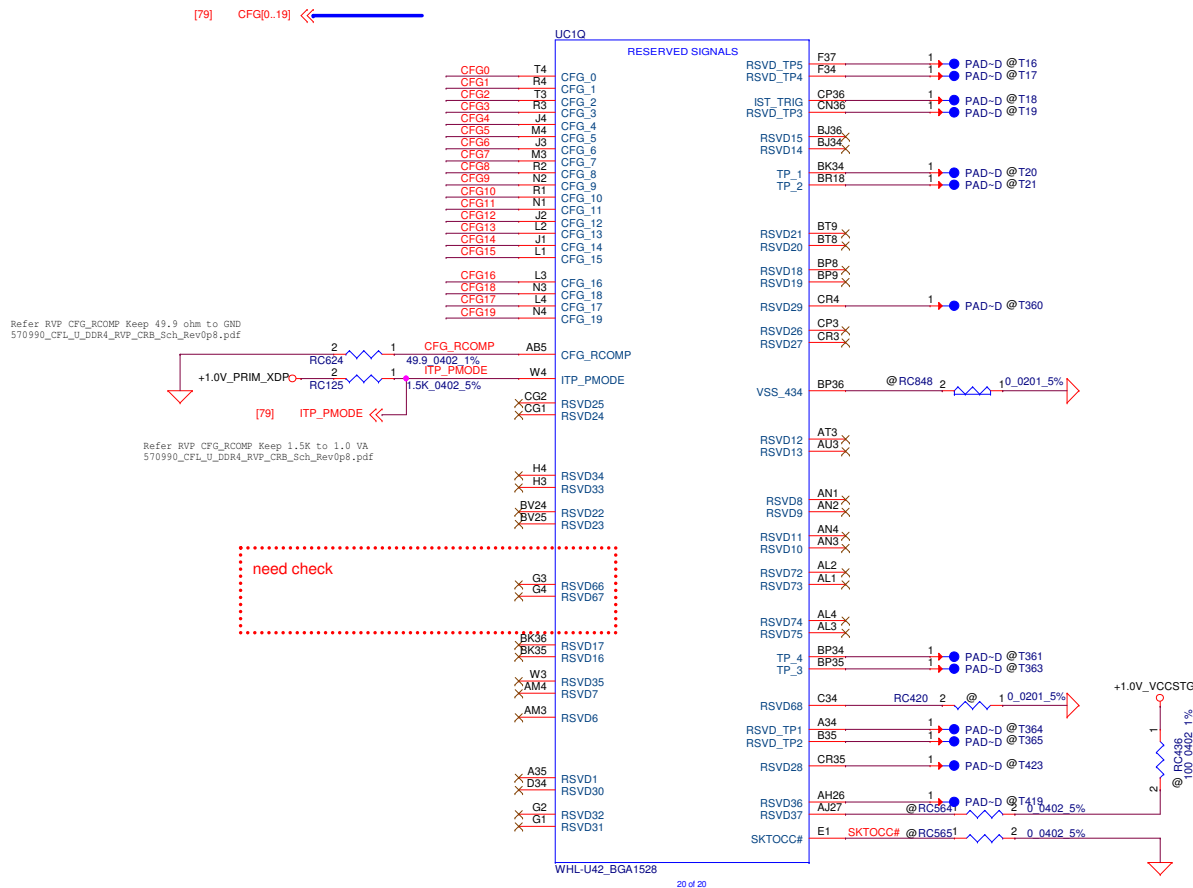 [79] CFG[0..19]
UC1Q
RESERVED SIGNALS
CFG0 T4 CFG_0
CFG1 R4 CFG_1
CFG2 T3 CFG_2
CFG3 R3 CFG_3
CFG4 J4 CFG_4
CFG5 M4 CFG_5
CFG6 J3 CFG_6
CFG7 M3 CFG_7
CFG8 R2 CFG_8
CFG9 N2 CFG_9
CFG10 R1 CFG_10
CFG11 N1 CFG_11
CFG12 J2 CFG_12
CFG13 L2 CFG_13
CFG14 J1 CFG_14
CFG15 L1 CFG_15
CFG16 L3 CFG_16
CFG18 N3 CFG_18
CFG17 L4 CFG_17
CFG19 N4 CFG_19
Refer RVP CFG_RCOMP Keep 49.9 ohm to GND
570990_CFL_U_DDR4_RVP_CRB_Sch_Rev0p8.pdf
2 1 CFG_RCOMP AB5 CFG_RCOMP
RC624 49.9_0402_1%
+1.0V_PRIM_XDP 2 1 ITP_PMODE W4 ITP_PMODE
RC125 1.5K_0402_5%
[79] ITP_PMODE
Refer RVP CFG_RCOMP Keep 1.5K to 1.0 VA
570990_CFL_U_DDR4_RVP_CRB_Sch_Rev0p8.pdf
CG2 RSVD25
CG1 RSVD24
H4 RSVD34
H3 RSVD33
BV24 RSVD22
BV25 RSVD23
need check
G3 RSVD66
G4 RSVD67
BK36 RSVD17
BK35 RSVD16
W3 RSVD35
AM4 RSVD7
AM3 RSVD6
A35 RSVD1
D34 RSVD30
G2 RSVD32
G1 RSVD31
RSVD_TP5 F37 1 PAD~D @T16
RSVD_TP4 F34 1 PAD~D @T17
IST_TRIG CP36 1 PAD~D @T18
RSVD_TP3 CN36 1 PAD~D @T19
RSVD15 BJ36
RSVD14 BJ34
TP_1 BK34 1 PAD~D @T20
TP_2 BR18 1 PAD~D @T21
RSVD21 BT9
RSVD20 BT8
RSVD18 BP8
RSVD19 BP9
RSVD29 CR4 1 PAD~D @T360
RSVD26 CP3
RSVD27 CR3
VSS_434 BP36 @RC848 2 1 0_0201_5%
RSVD12 AT3
RSVD13 AU3
RSVD8 AN1
RSVD9 AN2
RSVD11 AN4
RSVD10 AN3
RSVD72 AL2
RSVD73 AL1
RSVD74 AL4
RSVD75 AL3
TP_4 BP34 1 PAD~D @T361
TP_3 BP35 1 PAD~D @T363
RSVD68 C34 RC420 2 @ 1 0_0201_5%
RSVD_TP1 A34 1 PAD~D @T364
RSVD_TP2 B35 1 PAD~D @T365
RSVD28 CR35 1 PAD~D @T423
RSVD36 AH26 1 PAD~D @T419
RSVD37 AJ27 @RC564 1 2 0_0402_5%
SKTOCC# E1 SKTOCC# @RC565 1 2 0_0402_5%
+1.0V_VCCSTG
1
2
@ RC436
100_0402_1%
WHL-U42_BGA1528
20 of 20